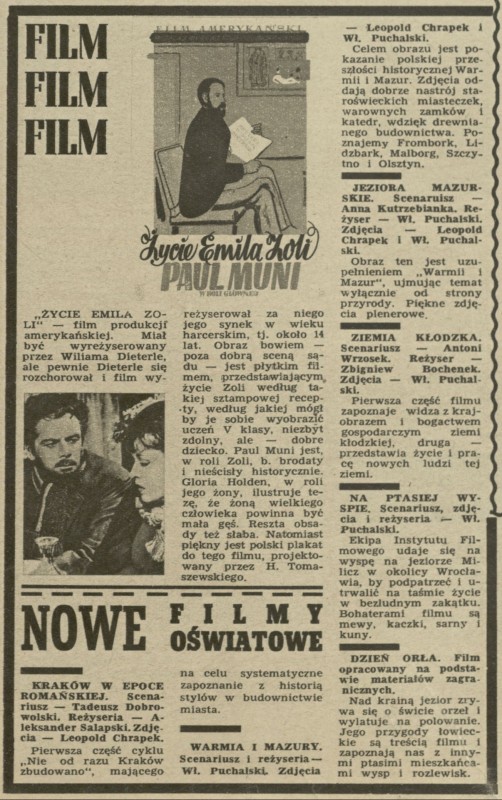 FILM
FILM
FILM
FILM AMERYKAŃSKI
Życie Emila Zoli
PAUL MUNI
W ROLI GŁÓWNEJ
„ŻYCIE EMILA ZO-
LI“ — film produkcji
amerykańskiej. Miał
być wyreżyserowany
przez Wiliama Dieterle,
ale pewnie Dieterle się
rozchorował i film wy-
reżyserował za niego
jego synek w wieku
harcerskim, tj. około 14
lat. Obraz bowiem —
poza dobrą sceną są-
du — jest płytkim fil-
mem, przedstawiającym
życie Zoli według ta-
kiej sztampowej recep-
ty, według jakiej mógł
by je sobie wyobrazić
uczeń V klasy, niezbyt
zdolny, ale — dobre
dziecko. Paul Muni jest,
w roli Zoli, b. brodaty
i nieścisły historycznie.
Gloria Holden, w roli
jego żony, ilustruje te-
zę, że żoną wielkiego
człowieka powinna być
mała gęś. Reszta obsa-
dy też słaba. Natomiast
piękny jest polski plakat
do tego filmu, projekto-
wany przez H. Toma-
szewskiego.
NOWE FILMY
OŚWIATOWE
KRAKÓW W EPOCE
ROMAŃSKIEJ. Scena-
riusz — Tadeusz Dobro-
wolski. Reżyseria — A-
leksander Salapski. Zdję-
cia — Leopold Chrapek.
Pierwsza część cyklu
„Nie od razu Kraków
zbudowano“, mającego
na celu systematyczne
zapoznanie z historią
stylów w budownictwie
miasta.
WARMIA I MAZURY.
Scenariusz i reżyseria—
Wł. Puchalski. Zdjęcia
— Leopold Chrapek i
Wł. Puchalski.
Celem obrazu jest po-
kazanie polskiej prze-
szłości historycznej War-
mii i Mazur. Zdjęcia od-
dają dobrze nastrój sta-
roświeckich miasteczek,
warownych zamków i
katedr, wdzięk drewnia-
nego budownictwa. Po-
znajemy Frombork, Li-
dzbark, Malborg, Szczy-
tno i Olsztyn.
JEZIORA MAZUR-
SKIE. Scenariusz —
Anna Kutrzebianka. Re-
żyser — Wł. Puchalski.
Zdjęcia — Leopold
Chrapek i Wł. Puchal-
ski.
Obraz ten jest uzu-
pełnieniem „Warmii i
Mazur“, ujmując temat
wyłącznie od strony
przyrody. Piękne zdję-
cia plenerowe.
ZIEMIA KŁODZKA.
Scenariusz — Antoni
Wrzosek. Reżyser —
Zbigniew Bochenek.
Zdjęcia — Wł. Puchal-
ski.
Pierwsza część filmu
zapoznaje widza z kraj-
obrazem i bogactwem
gospodarczym ziemi
kłodzkiej, druga —
przedstawia życie i pra-
cę nowych ludzi tej
ziemi.
NA PTASIEJ WY-
SPIE. Scenariusz, zdję-
cia i reżyseria — Wł.
Puchalski.
Ekipa Instytutu Fil-
mowego udaje się na
wyspę na jeziorze Mi-
licz w okolicy Wrocła-
wia, by podpatrzeć i u-
trwalić na taśmie życie
w bezludnym zakątku.
Bohaterami filmu są
mewy, kaczki, sarny i
kuny.
DZIEŃ ORŁA. Film
opracowany na podsta-
wie materiałów zagra-
nicznych.
Nad krainą jezior zry-
wa się o świcie orzeł i
wylatuje na polowanie.
Jego przygody łowiec-
kie są treścią filmu i
zapoznają nas z inny-
mi ptasimi mieszkańca-
mi wysp i rozlewisk.